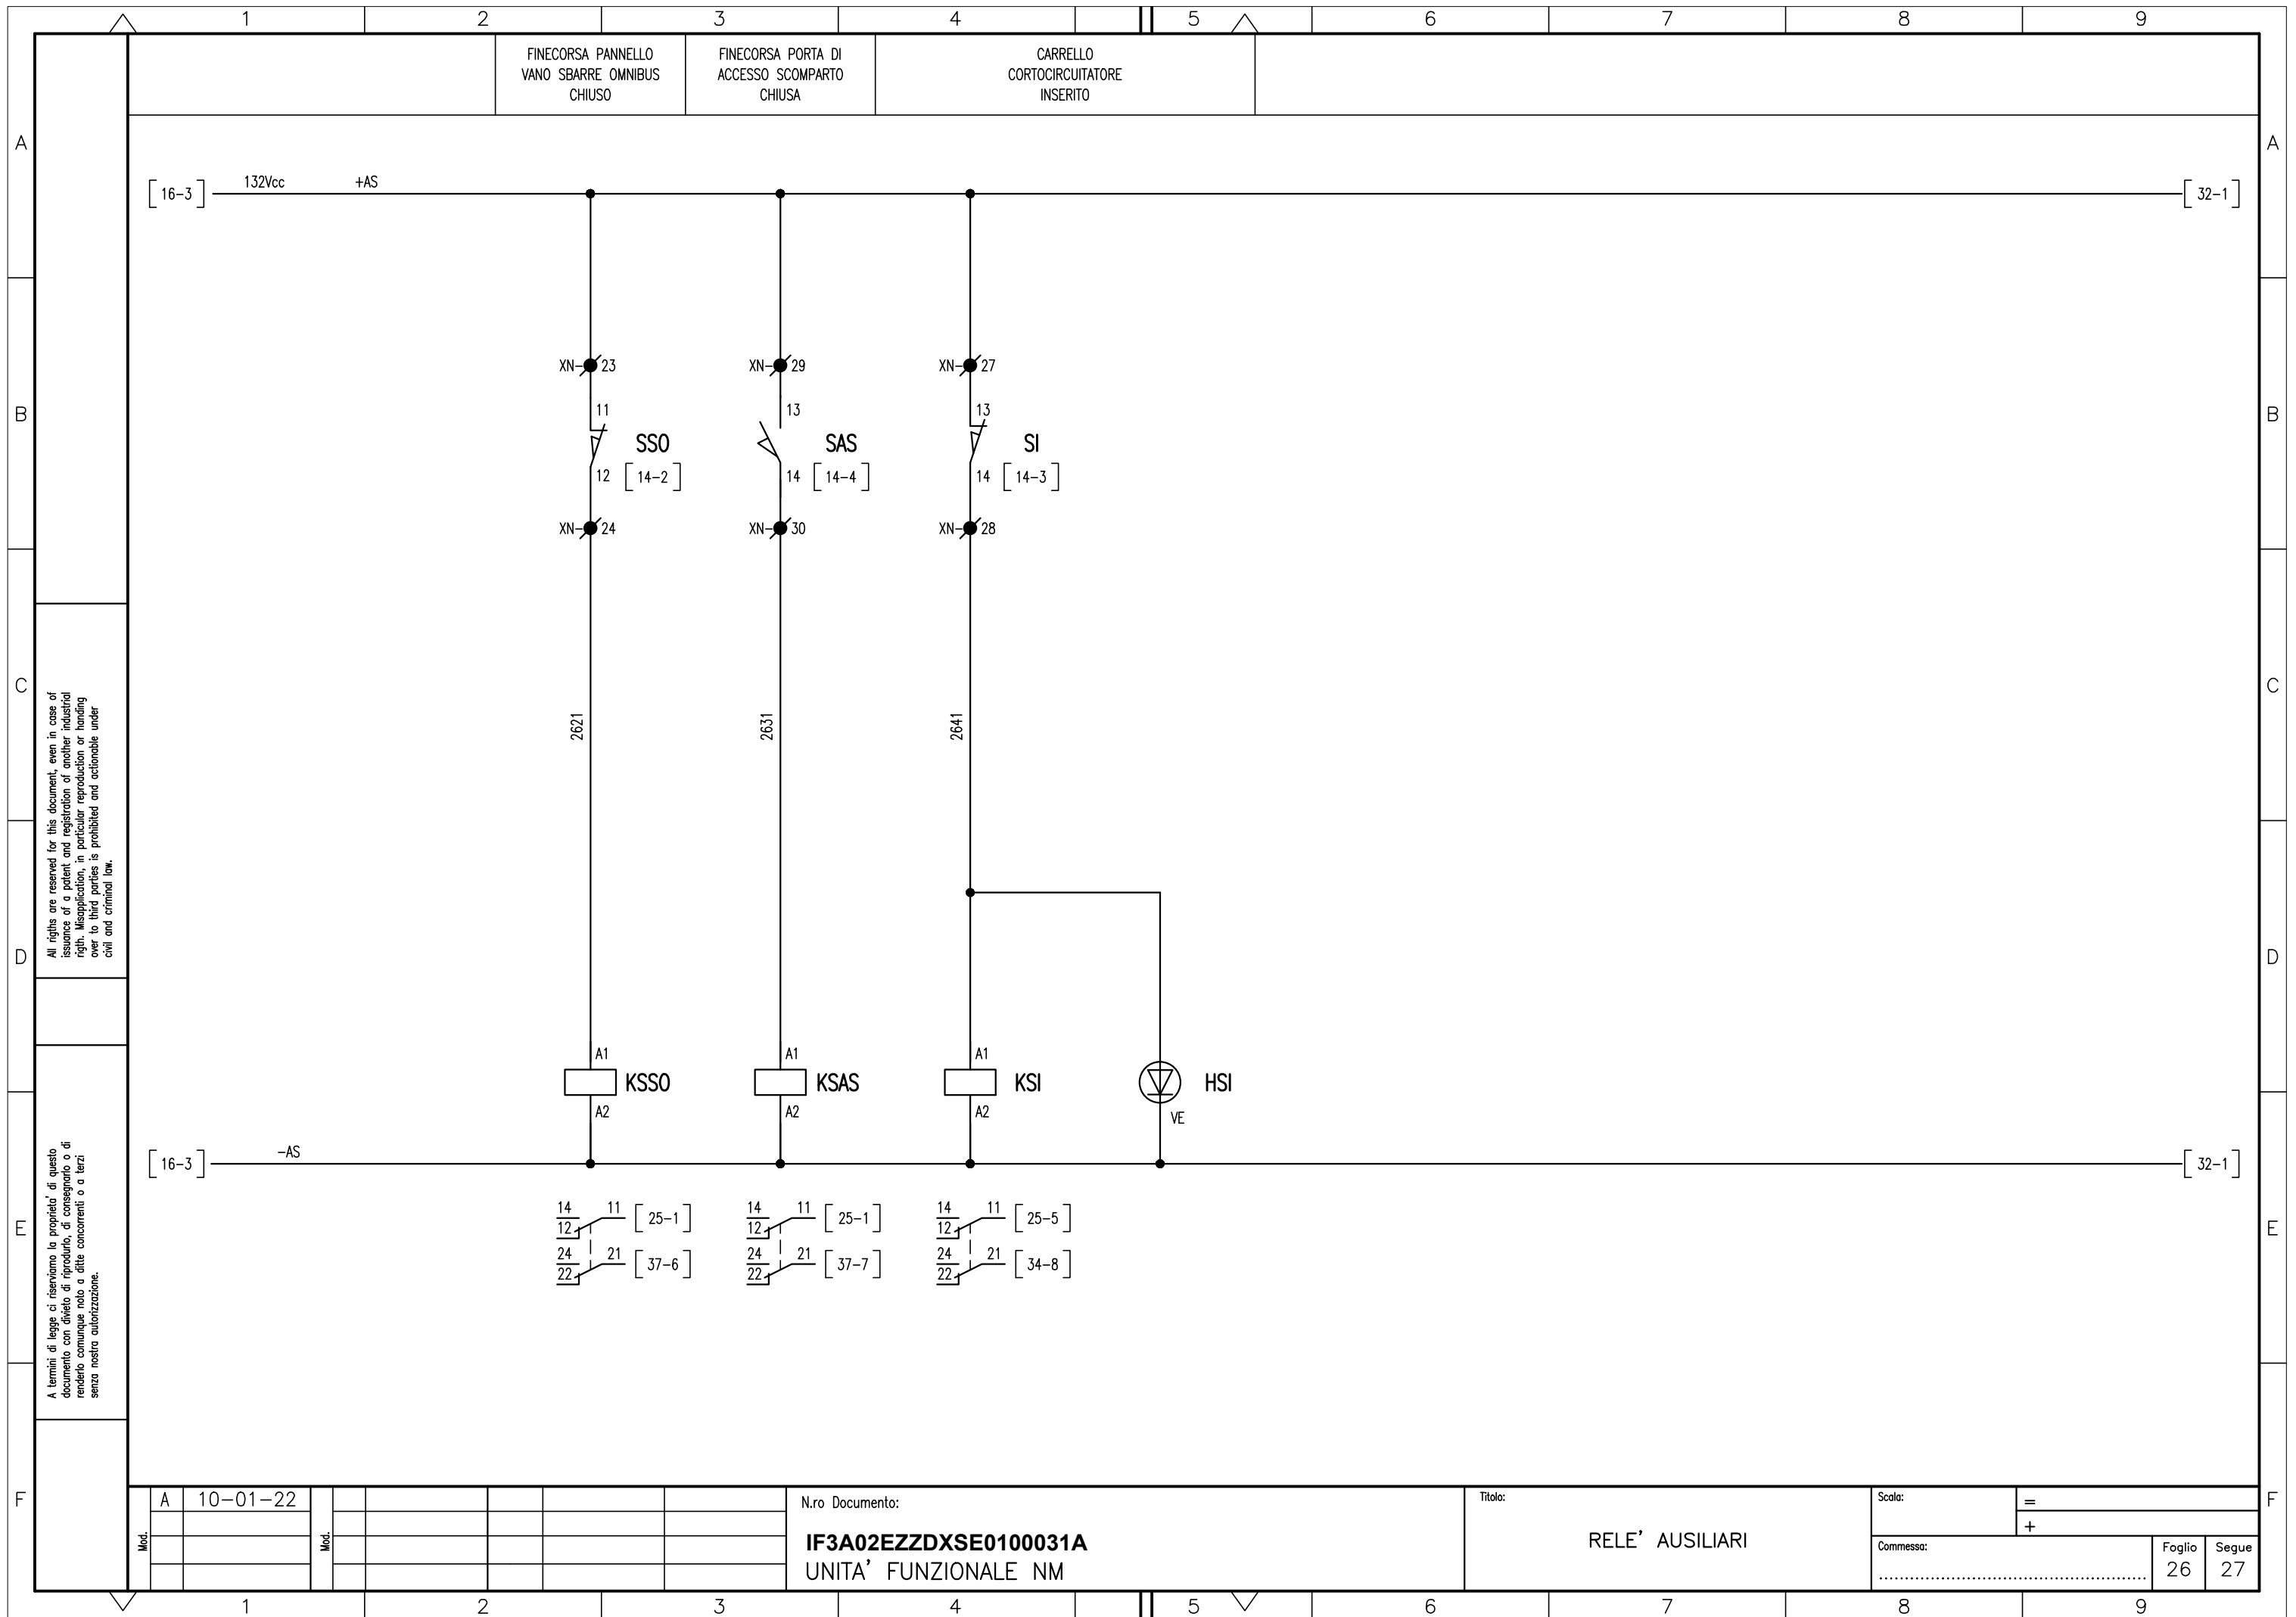 1 2 3 4 5 6 7 8 9
FINECORSA PANNELLO
VANO SBARRE OMNIBUS
CHIUSO
FINECORSA PORTA DI
ACCESSO SCOMPARTO
CHIUSA
CARRELLO
CORTOCIRCUITATORE
INSERITO
A A
16-3 132Vcc +AS 32-1
XN- 23 XN- 29 XN- 27
B B
11 13 13
SSO SAS SI
12 14-2 14 14-4 14 14-3
XN- 24 XN- 30 XN- 28
C C
2621 2631 2641
All rigths are reserved for this document, even in case of
issuance of a patent and registration of another industrial
rigth. Misapplication, in particular reproduction or handing
over to third parties is prohibited and actionable under
civil and criminal law.
D D
A1 A1 A1
KSSO KSAS KSI HSI
A2 A2 A2 VE
16-3 -AS 32-1
A termini di legge ci riserviamo la proprieta' di questo
documento con divieto di riprodurlo, di consegnarlo o di
renderlo comunque noto a ditte concorrenti o a terzi
senza nostra autorizzazione.
E E
14 11 25-1 14 11 25-1 14 11 25-5
12 12 12
24 21 37-6 24 21 37-7 24 21 34-8
22 22 22
F F
Mod. A 10-01-22 Mod.
N.ro Documento:
IF3A02EZZDXSE0100031A
UNITA' FUNZIONALE NM
Titolo:
RELE' AUSILIARI
Scala:
=
+
Commessa:
Foglio Segue
26 27
1 2 3 4 5 6 7 8 9